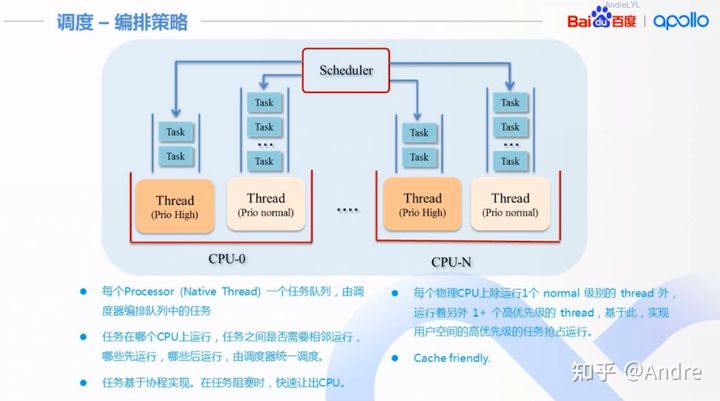 AndreLYL
调度 – 编排策略
Bai du 百度 apollo
Scheduler
Task
Task
Task
Task
...
Task
Task
Task
Task
Task
...
Task
Thread
(Prio High)
Thread
(Prio normal)
....
Thread
(Prio High)
Thread
(Prio normal)
CPU-0
CPU-N
每个Processor (Native Thread) 一个任务队列，由调
度器编排队列中的任务
任务在哪个CPU上运行，任务之间是否需要相邻运行，
哪些先运行，哪些后运行，由调度器统一调度。
任务基于协程实现。在任务阻塞时，快速让出CPU。
每个物理CPU上除运行1个 normal 级别的 thread 外，
运行着另外 1+ 个高优先级的 thread，基于此，实现
用户空间的高优先级的任务抢占运行。
Cache friendly.
知乎 @Andre